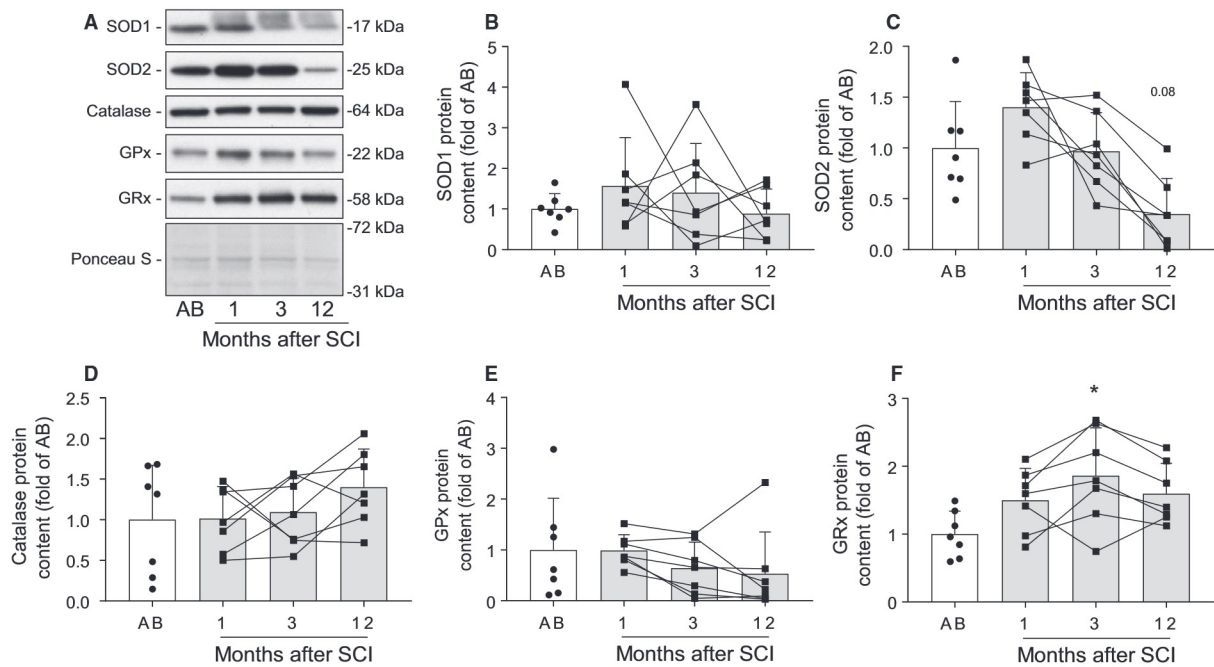 A
SOD1 - -17 kDa
SOD2 - -25 kDa
Catalase - -64 kDa
GPx - -22 kDa
GRx - -58 kDa
-72 kDa
Ponceau S -
-31 kDa
AB 1 3 12
Months after SCI
B
SOD1 protein
content (fold of AB)
5
4
3
2
1
0
AB 1 3 12
Months after SCI
C
SOD2 protein
content (fold of AB)
2.0
1.5
1.0
0.5
0.0
0.08
AB 1 3 12
Months after SCI
D
Catalase protein
content (fold of AB)
2.5
2.0
1.5
1.0
0.5
0.0
AB 1 3 12
Months after SCI
E
GPx protein
content (fold of AB)
4
3
2
1
0
AB 1 3 12
Months after SCI
F
GRx protein
content (fold of AB)
3
2
1
0
*
AB 1 3 12
Months after SCI